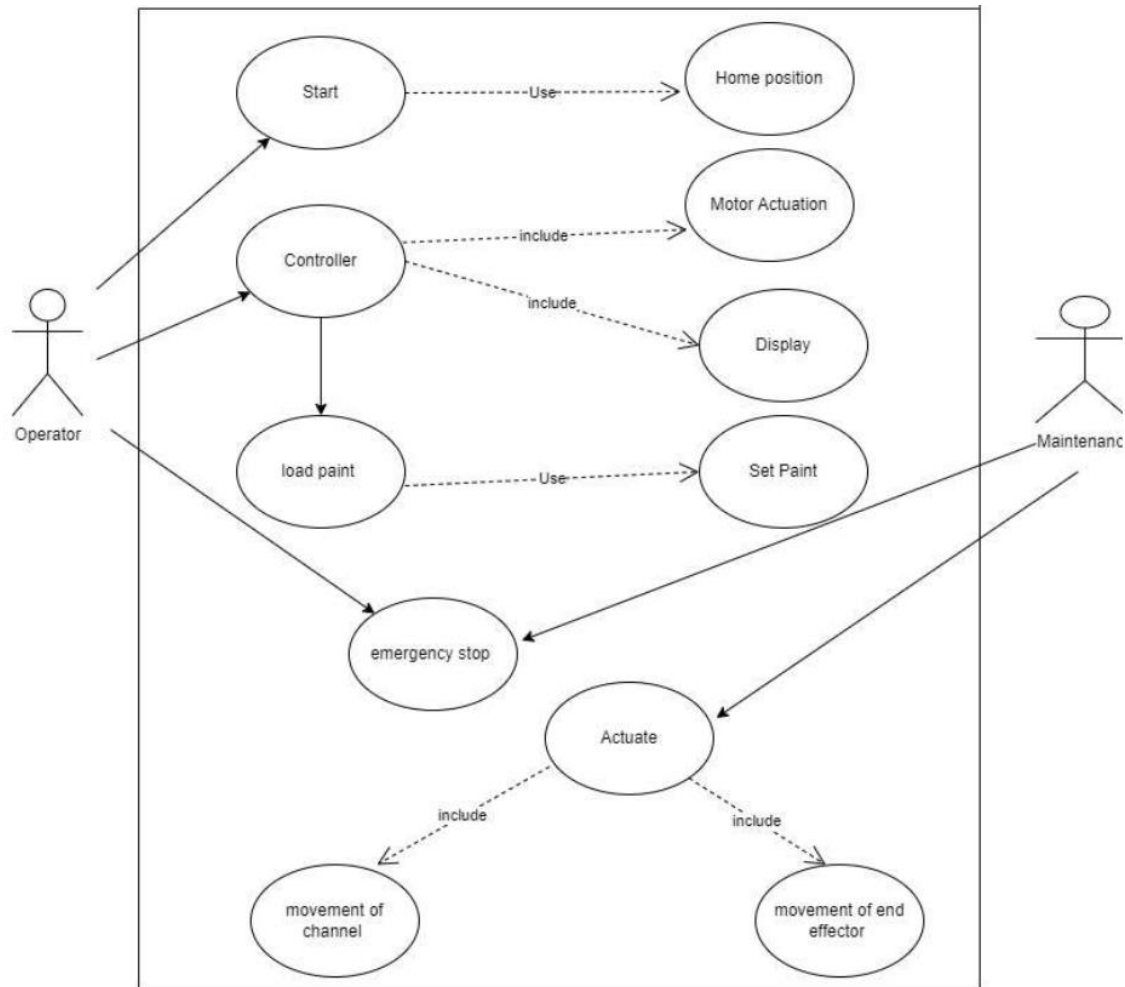 Start
Use
Home position
Motor Actuation
include
Controller
include
Display
Operator
load paint
Use
Set Paint
Maintenanc
emergency stop
Actuate
include
include
movement of
channel
movement of end
effector